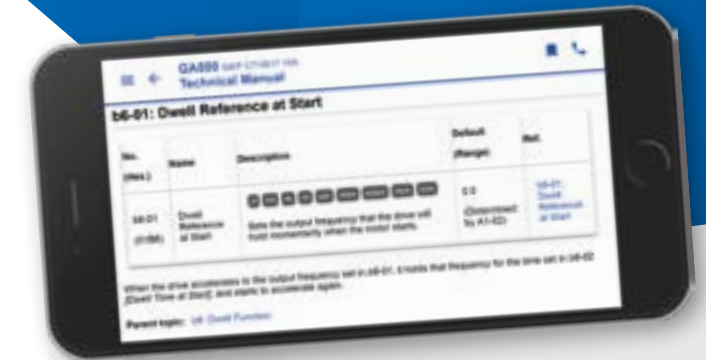 GA800
Technical Manual
b6-01: Dwell Reference at Start
No.
(Hex.)
Name
Description
Default
(Range)
Ref.
b6-01
Dwell
Reference
at Start
Sets the output frequency that the drive will
hold momentarily when the motor starts.
0.0
(Determined
by A1-02)
b6-01:
Dwell
Reference
at Start
When the drive accelerates to the output frequency set in b6-01, it holds that frequency for the time set in b6-02
[Dwell Time at Start], and starts to accelerate again.
Parent topic: b6: Dwell Function